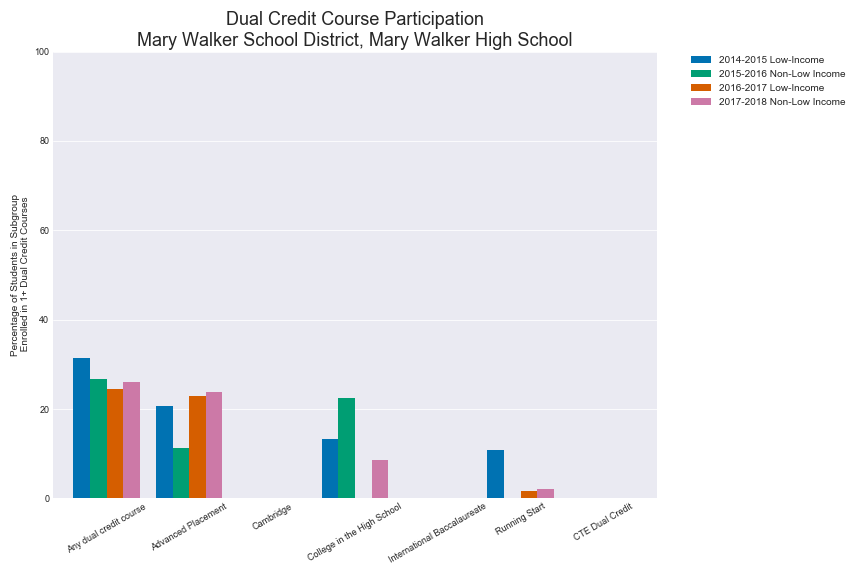 Dual Credit Course Participation
Mary Walker School District, Mary Walker High School
2014-2015 Low-Income
2015-2016 Non-Low Income
2016-2017 Low-Income
2017-2018 Non-Low Income
Percentage of Students in Subgroup
Enrolled in 1+ Dual Credit Courses
100
80
60
40
20
0
Any dual credit course
Advanced Placement
Cambridge
College in the High School
International Baccalaureate
Running Start
CTE Dual Credit